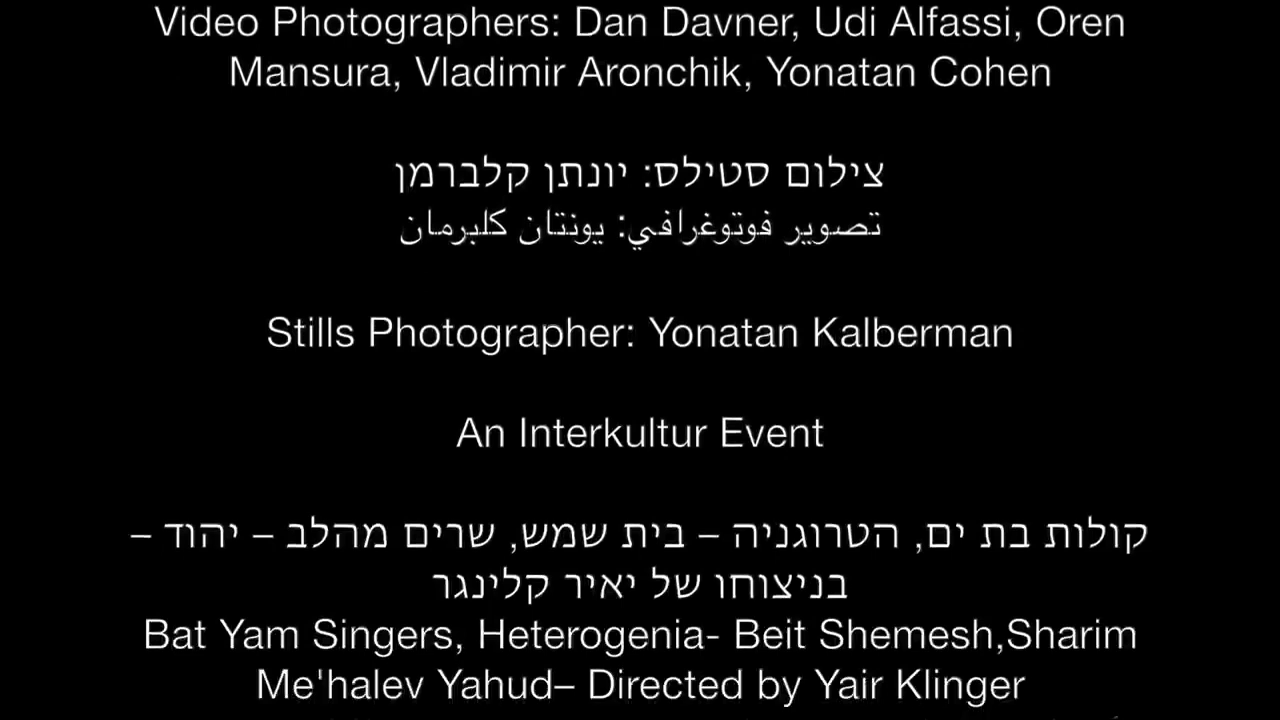 Video Photographers: Dan Davner, Udi Alfassi, Oren
Mansura, Vladimir Aronchik, Yonatan Cohen
צילום סטילס: יונתן קלברמן
تصوير فوتوغرافي: يونتان كلبرمان
Stills Photographer: Yonatan Kalberman
An Interkultur Event
קולות בת ים, הטרוגניה – בית שמש, שרים מהלב – יהוד –
בניצוחו של יאיר קלינגר
Bat Yam Singers, Heterogenia- Beit Shemesh,Sharim
Me'halev Yahud– Directed by Yair Klinger